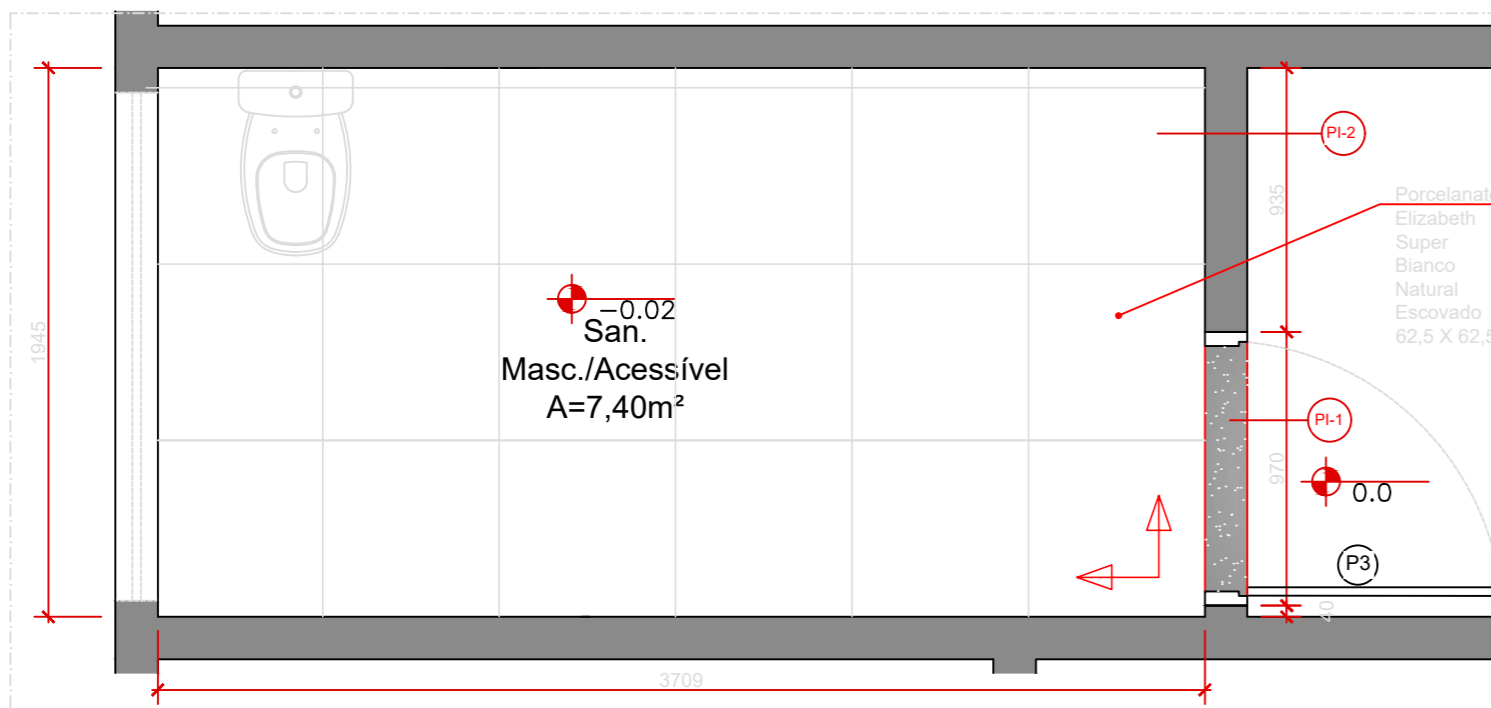 PI-2
935
Porcelanat
Elizabeth
Super
Bianco
Natural
Escovado
62,5 X 62,5
1945
−0.02
San.
Masc./Acessível
A=7,40m²
PI-1
970
0.0
P3
40
3709